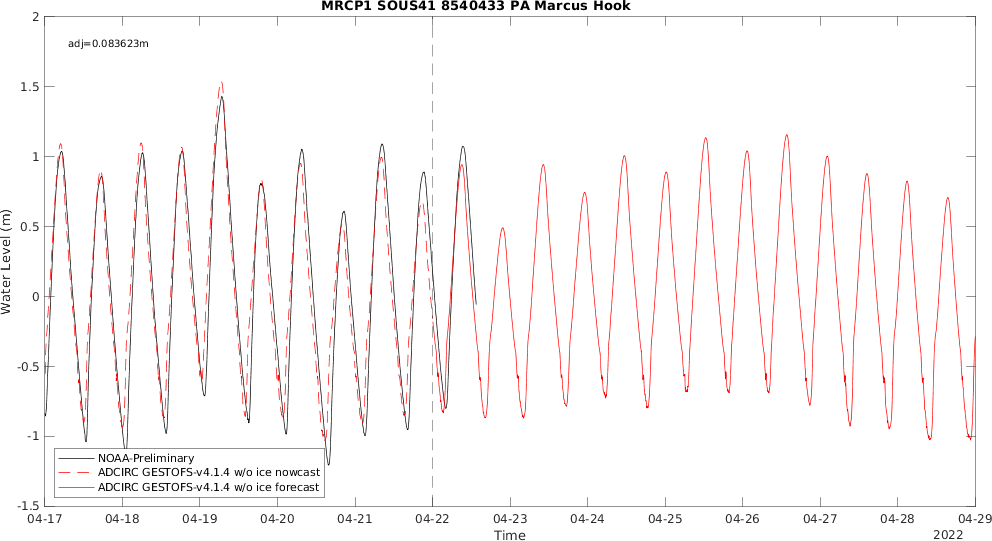 MRCP1 SOUS41 8540433 PA Marcus Hook
adj=0.083623m
2
1.5
1
0.5
0
-0.5
-1
-1.5
Water Level (m)
NOAA-Preliminary
ADCIRC GESTOFS-v4.1.4 w/o ice nowcast
ADCIRC GESTOFS-v4.1.4 w/o ice forecast
04-17 04-18 04-19 04-20 04-21 04-22 04-23 04-24 04-25 04-26 04-27 04-28 04-29
Time
2022